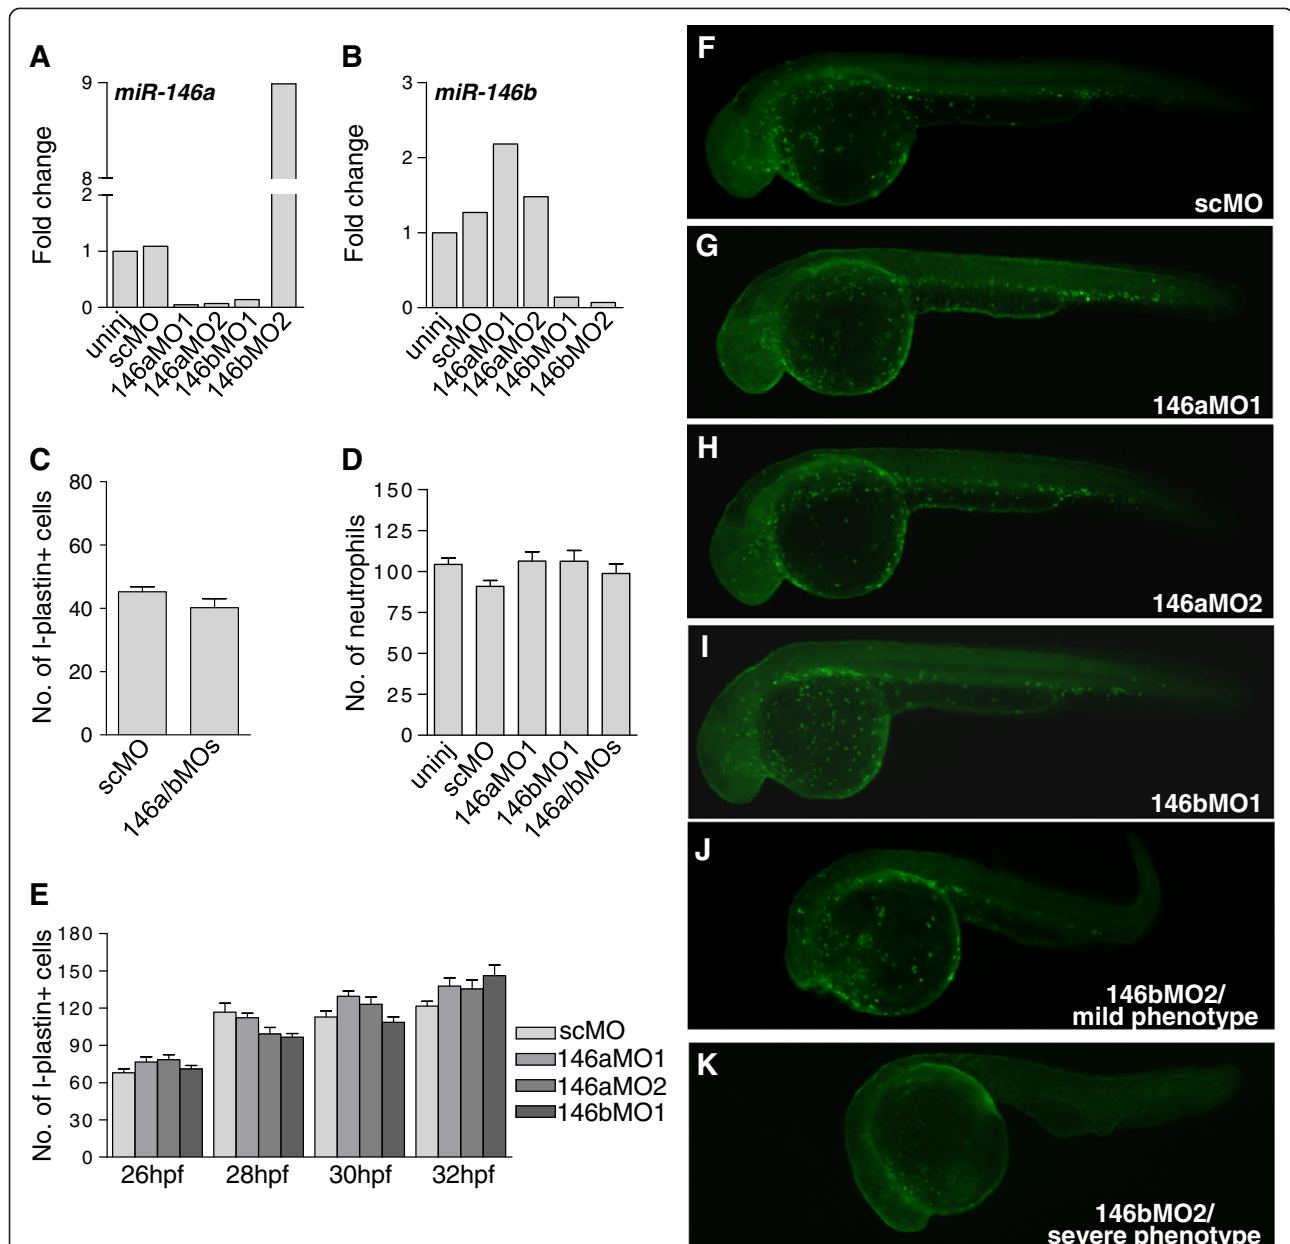 A
miR-146a
Fold change
9
8
2
1
0
uninj
scMO
146aMO1
146aMO2
146bMO1
146bMO2
B
miR-146b
Fold change
3
2
1
0
uninj
scMO
146aMO1
146aMO2
146bMO1
146bMO2
C
No. of l-plastin+ cells
80
60
40
20
0
scMO
146a/bMOs
D
No. of neutrophils
150
125
100
75
50
25
0
uninj
scMO
146aMO1
146bMO1
146a/bMOs
E
No. of l-plastin+ cells
180
150
120
90
60
30
0
26hpf
28hpf
30hpf
32hpf
scMO
146aMO1
146aMO2
146bMO1
F
scMO
G
146aMO1
H
146aMO2
I
146bMO1
J
146bMO2/
mild phenotype
K
146bMO2/
severe phenotype